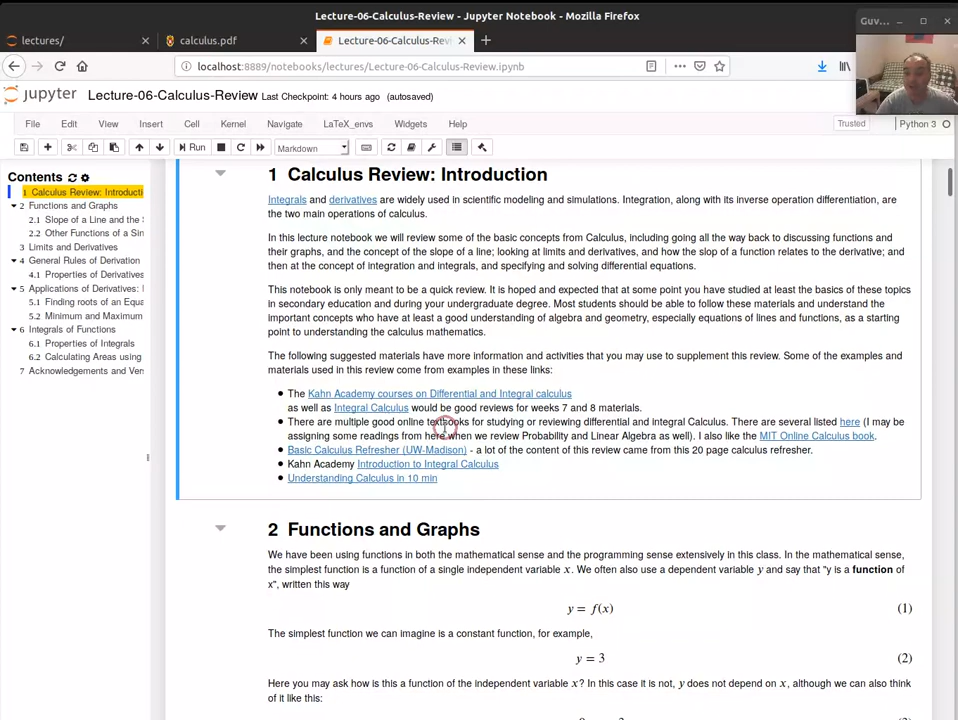 Lecture-06-Calculus-Review - Jupyter Notebook - Mozilla Firefox
Guv...
lectures/
calculus.pdf
Lecture-06-Calculus-Rev
localhost:8889/notebooks/lectures/Lecture-06-Calculus-Review.ipynb
jupyter Lecture-06-Calculus-Review Last Checkpoint: 4 hours ago (autosaved)
File Edit View Insert Cell Kernel Navigate LaTeX_envs Widgets Help
Trusted
Python 3
Run
Markdown
Contents
1 Calculus Review: Introducti
2 Functions and Graphs
2.1 Slope of a Line and the S
2.2 Other Functions of a Sin
3 Limits and Derivatives
4 General Rules of Derivation
4.1 Properties of Derivatives
5 Applications of Derivatives: I
5.1 Finding roots of an Equa
5.2 Minimum and Maximum
6 Integrals of Functions
6.1 Properties of Integrals
6.2 Calculating Areas using
7 Acknowledgements and Vers
1 Calculus Review: Introduction
Integrals and derivatives are widely used in scientific modeling and simulations. Integration, along with its inverse operation differentiation, are
the two main operations of calculus.
In this lecture notebook we will review some of the basic concepts from Calculus, including going all the way back to discussing functions and
their graphs, and the concept of the slope of a line; looking at limits and derivatives, and how the slop of a function relates to the derivative; and
then at the concept of integration and integrals, and specifying and solving differential equations.
This notebook is only meant to be a quick review. It is hoped and expected that at some point you have studied at least the basics of these topics
in secondary education and during your undergraduate degree. Most students should be able to follow these materials and understand the
important concepts who have at least a good understanding of algebra and geometry, especially equations of lines and functions, as a starting
point to understanding the calculus mathematics.
The following suggested materials have more information and activities that you may use to supplement this review. Some of the examples and
materials used in this review come from examples in these links:
• The Kahn Academy courses on Differential and Integral calculus
as well as Integral Calculus would be good reviews for weeks 7 and 8 materials.
• There are multiple good online textbooks for studying or reviewing differential and integral Calculus. There are several listed here (I may be
assigning some readings from here when we review Probability and Linear Algebra as well). I also like the MIT Online Calculus book.
• Basic Calculus Refresher (UW-Madison) - a lot of the content of this review came from this 20 page calculus refresher.
• Kahn Academy Introduction to Integral Calculus
• Understanding Calculus in 10 min
2 Functions and Graphs
We have been using functions in both the mathematical sense and the programming sense extensively in this class. In the mathematical sense,
the simplest function is a function of a single independent variable x. We often also use a dependent variable y and say that "y is a function of
x", written this way
y = f(x) (1)
The simplest function we can imagine is a constant function, for example,
y = 3 (2)
Here you may ask how is this a function of the independent variable x? In this case it is not, y does not depend on x, although we can also think
of it like this: